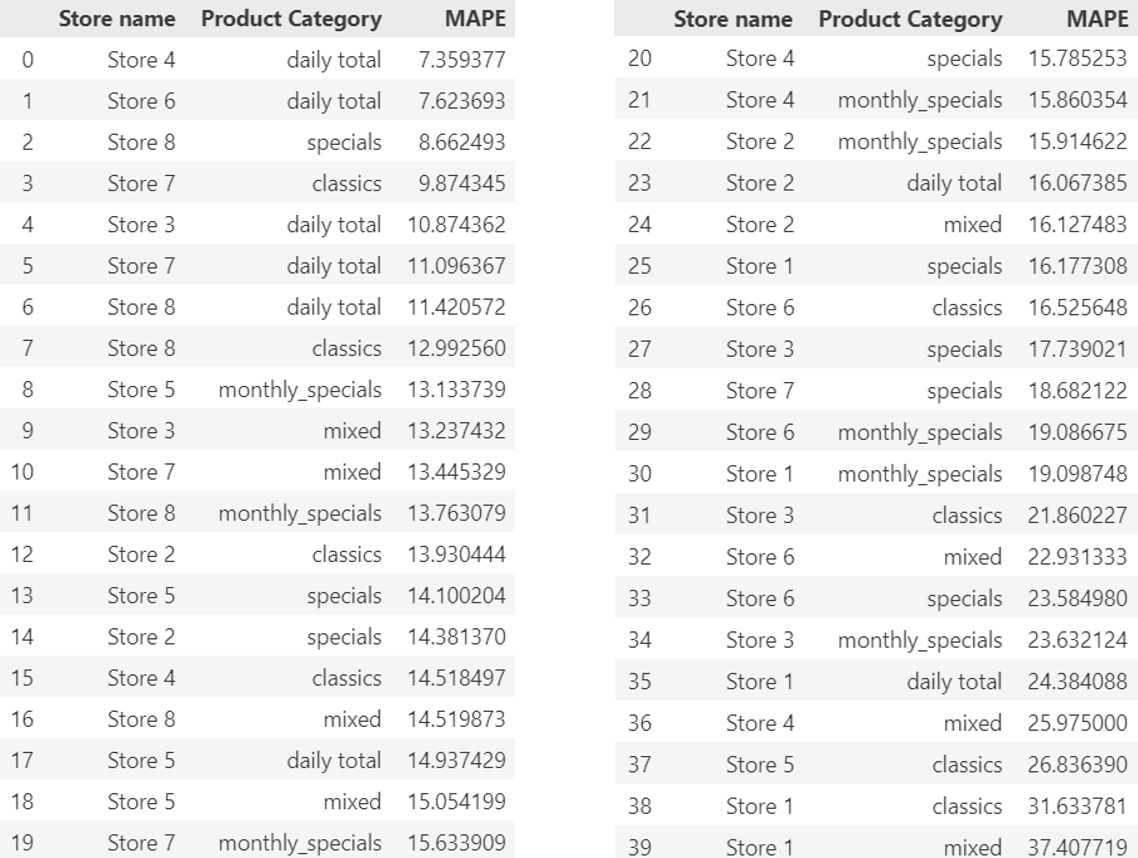 Store name Product Category MAPE
0 Store 4 daily total 7.359377
1 Store 6 daily total 7.623693
2 Store 8 specials 8.662493
3 Store 7 classics 9.874345
4 Store 3 daily total 10.874362
5 Store 7 daily total 11.096367
6 Store 8 daily total 11.420572
7 Store 8 classics 12.992560
8 Store 5 monthly_specials 13.133739
9 Store 3 mixed 13.237432
10 Store 7 mixed 13.445329
11 Store 8 monthly_specials 13.763079
12 Store 2 classics 13.930444
13 Store 5 specials 14.100204
14 Store 2 specials 14.381370
15 Store 4 classics 14.518497
16 Store 8 mixed 14.519873
17 Store 5 daily total 14.937429
18 Store 5 mixed 15.054199
19 Store 7 monthly_specials 15.633909
Store name Product Category MAPE
20 Store 4 specials 15.785253
21 Store 4 monthly_specials 15.860354
22 Store 2 monthly_specials 15.914622
23 Store 2 daily total 16.067385
24 Store 2 mixed 16.127483
25 Store 1 specials 16.177308
26 Store 6 classics 16.525648
27 Store 3 specials 17.739021
28 Store 7 specials 18.682122
29 Store 6 monthly_specials 19.086675
30 Store 1 monthly_specials 19.098748
31 Store 3 classics 21.860227
32 Store 6 mixed 22.931333
33 Store 6 specials 23.584980
34 Store 3 monthly_specials 23.632124
35 Store 1 daily total 24.384088
36 Store 4 mixed 25.975000
37 Store 5 classics 26.836390
38 Store 1 classics 31.633781
39 Store 1 mixed 37.407719